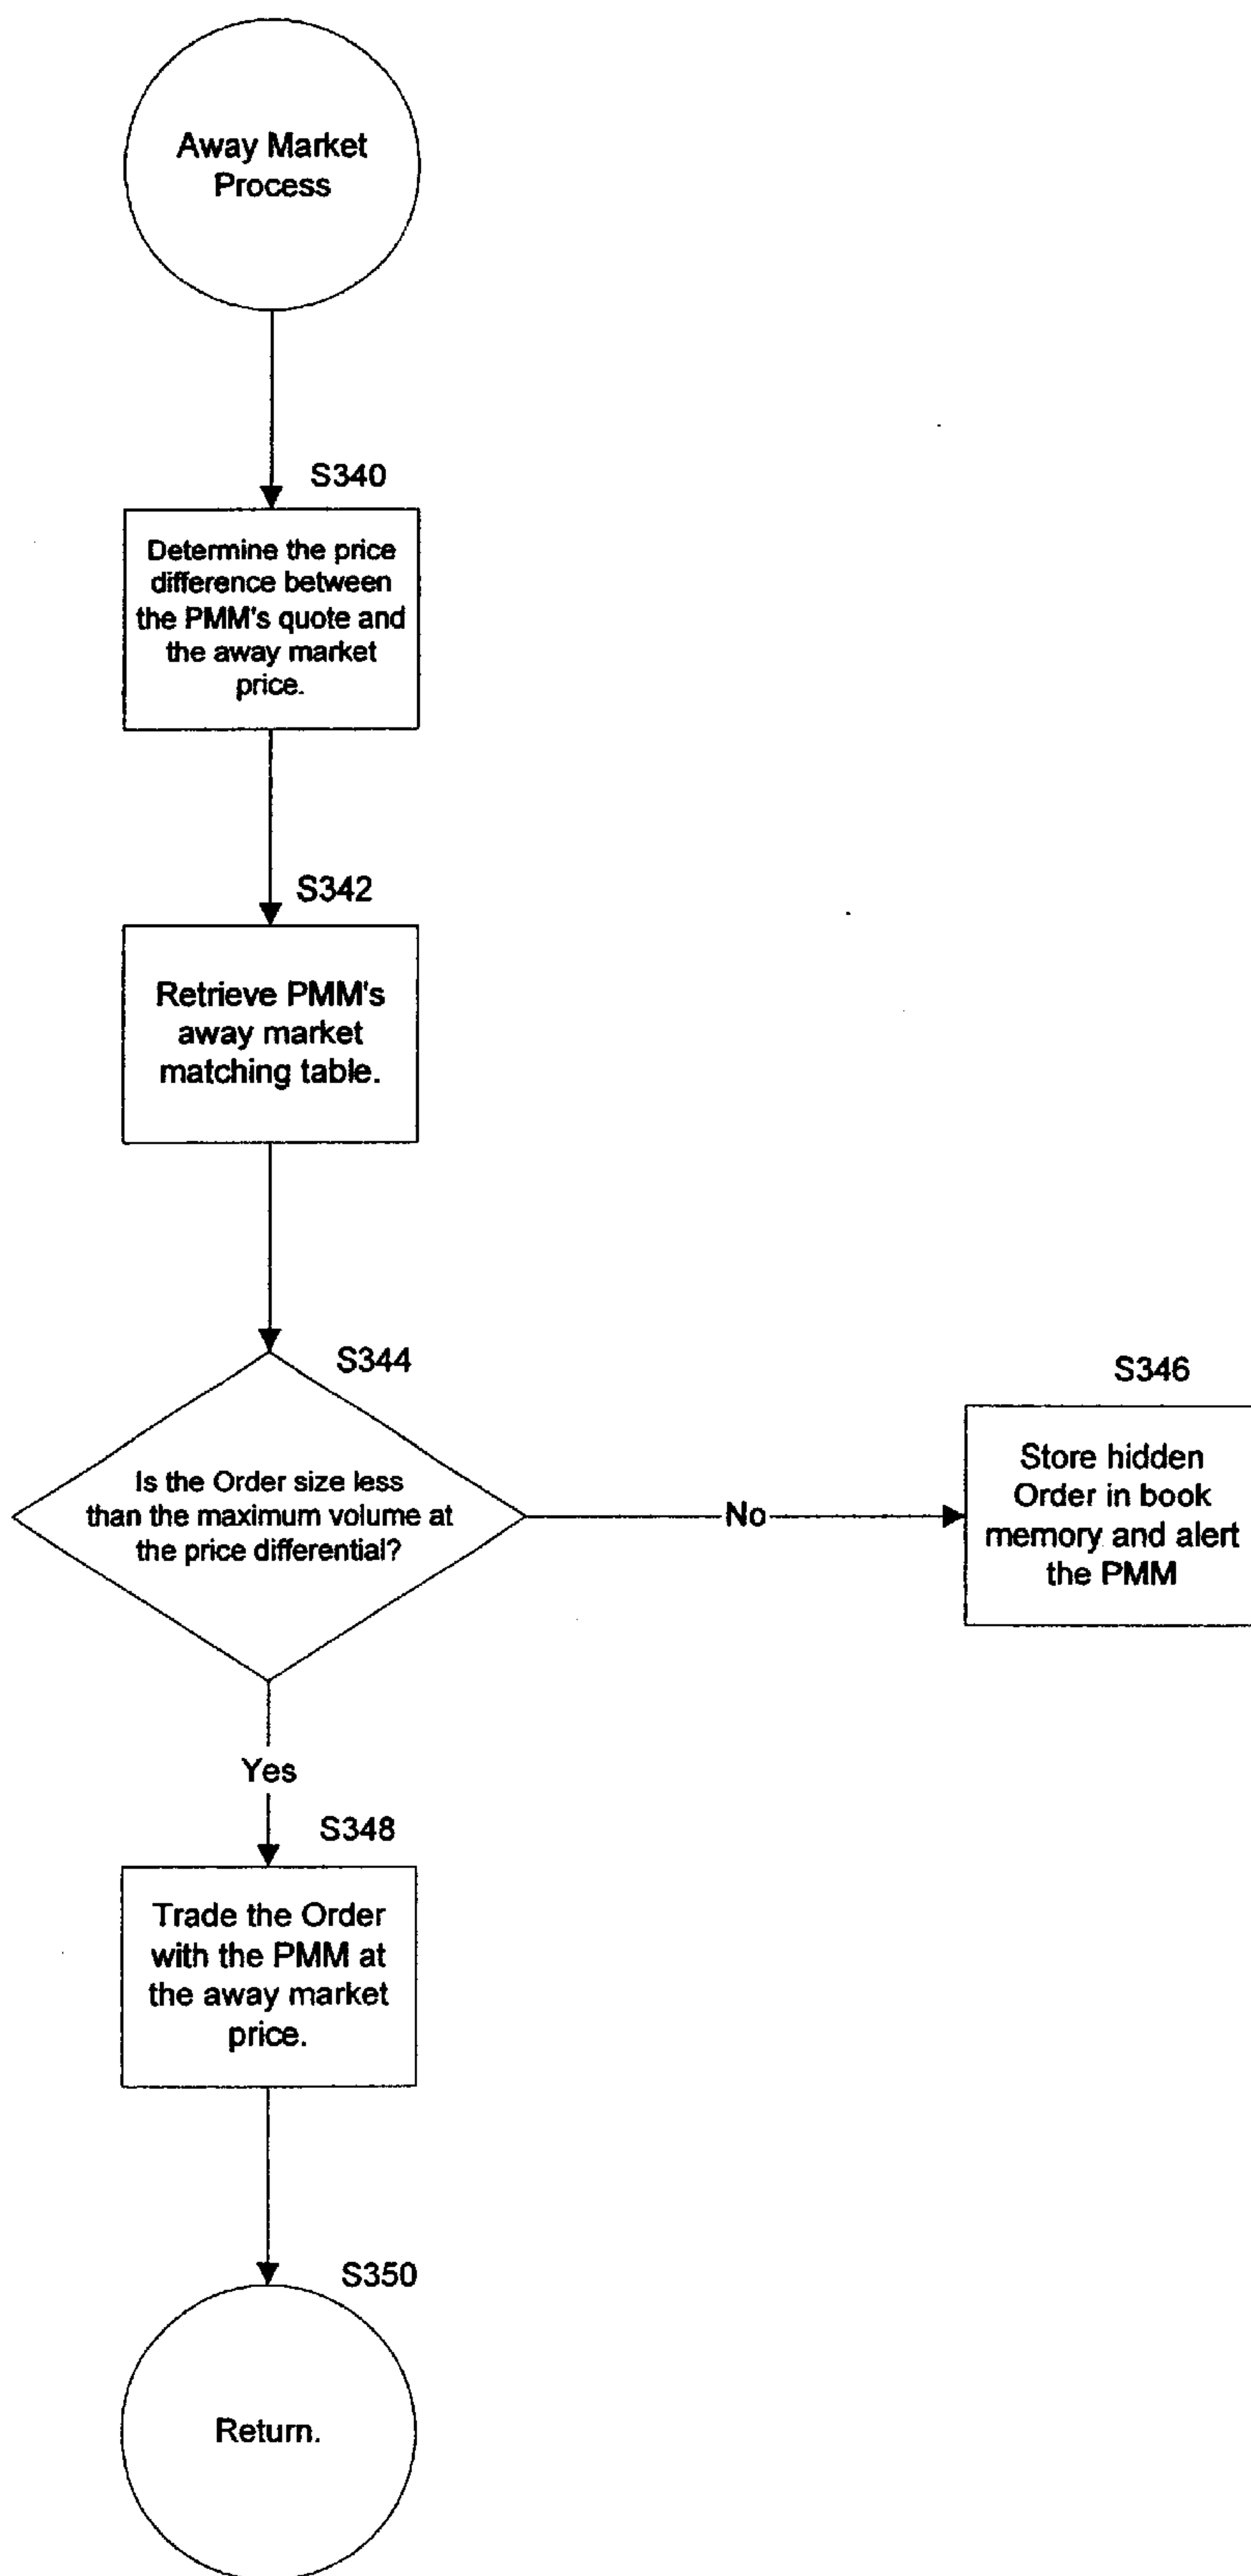 Away Market
Process
S340
Determine the price
difference between
the PMM's quote and
the away market
price.
S342
Retrieve PMM's
away market
matching table.
S344
Is the Order size less
than the maximum volume at
the price differential?
No
S346
Store hidden
Order in book
memory and alert
the PMM
Yes
S348
Trade the Order
with the PMM at
the away market
price.
S350
Return.